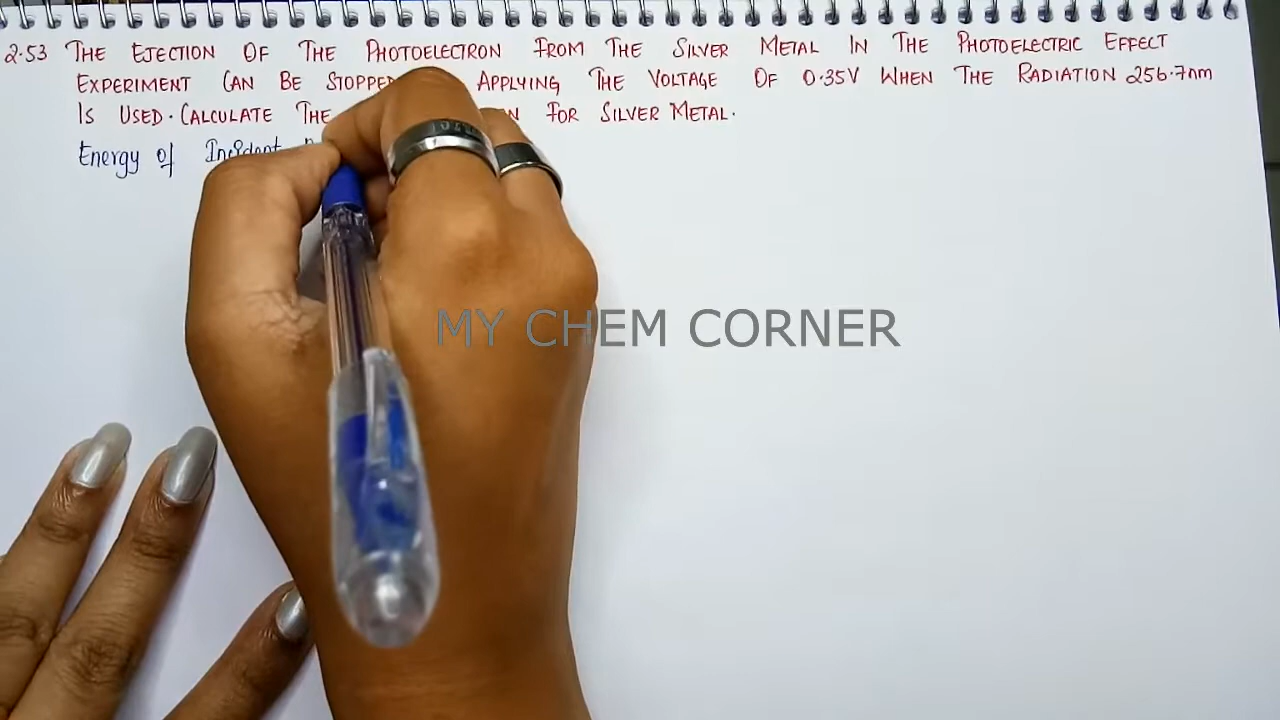 2.53 THE EJECTION OF THE PHOTOELECTRON FROM THE SILVER METAL IN THE PHOTOELECTRIC EFFECT
EXPERIMENT CAN BE STOPPED APPLYING THE VOLTAGE OF 0.35V WHEN THE RADIATION 256.7nm
IS USED. CALCULATE THE FOR SILVER METAL.
Energy of Incident
MY CHEM CORNER